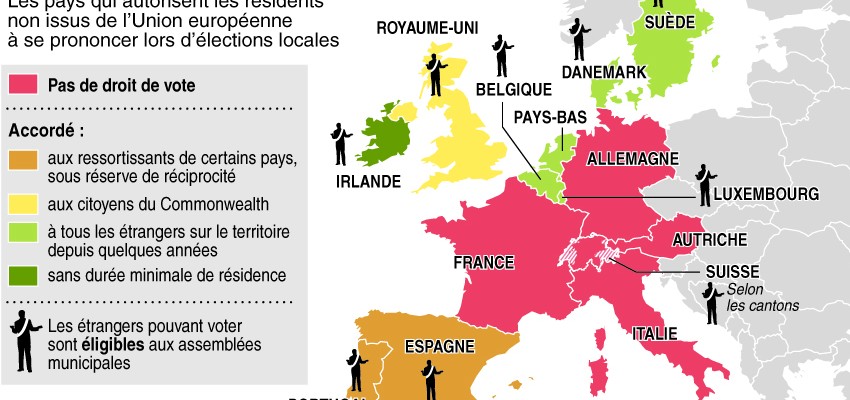 Les pays qui autorisent les résidents
non issus de l'Union européenne
à se prononcer lors d'élections locales
Pas de droit de vote
Accordé :
aux ressortissants de certains pays,
sous réserve de réciprocité
aux citoyens du Commonwealth
à tous les étrangers sur le territoire
depuis quelques années
sans durée minimale de résidence
Les étrangers pouvant voter
sont éligibles aux assemblées
municipales
ROYAUME-UNI
SUÈDE
DANEMARK
BELGIQUE
PAYS-BAS
ALLEMAGNE
IRLANDE
LUXEMBOURG
AUTRICHE
FRANCE
SUISSE
Selon
les cantons
ITALIE
ESPAGNE
PORTUGAL